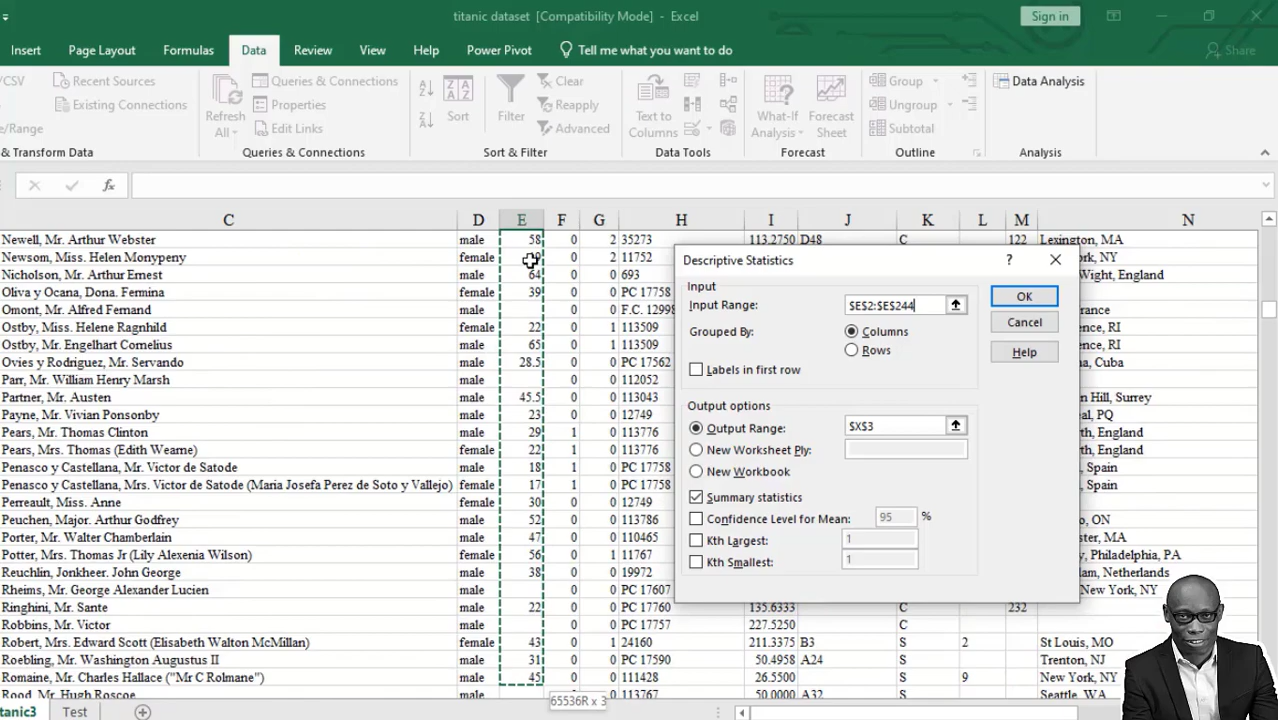 titanic dataset [Compatibility Mode] - Excel Sign in
Insert Page Layout Formulas Data Review View Help Power Pivot Tell me what you want to do Share
/CSV Recent Sources Queries & Connections Clear Group Data Analysis
Existing Connections Properties Reapply Ungroup
e/Range Refresh All Edit Links Sort Filter Advanced Text to Columns What-If Analysis Forecast Sheet Subtotal
& Transform Data Queries & Connections Sort & Filter Data Tools Forecast Outline Analysis
fx
C D E F G H I J K L M N
Newell, Mr. Arthur Webster male 58 0 2 35273 113.2750 D48 C 122 Lexington, MA
Newsom, Miss. Helen Monypeny female 0 2 11752 ork, NY
Nicholson, Mr. Arthur Ernest male 64 0 0 693 Wight, England
Oliva y Ocana, Dona. Fermina female 39 0 0 PC 17758
Omont, Mr. Alfred Fernand male 0 0 F.C. 12998 rance
Ostby, Miss. Helene Ragnhild female 22 0 1 113509 ence, RI
Ostby, Mr. Engelhart Cornelius male 65 0 1 113509 ence, RI
Ovies y Rodriguez, Mr. Servando male 28.5 0 0 PC 17562 a, Cuba
Parr, Mr. William Henry Marsh male 0 0 112052
Partner, Mr. Austen male 45.5 0 0 113043 n Hill, Surrey
Payne, Mr. Vivian Ponsonby male 23 0 0 12749 eal, PQ
Pears, Mr. Thomas Clinton male 29 1 0 113776 th, England
Pears, Mrs. Thomas (Edith Wearne) female 22 1 0 113776 th, England
Penasco y Castellana, Mr. Victor de Satode male 18 1 0 PC 17758 , Spain
Penasco y Castellana, Mrs. Victor de Satode (Maria Josefa Perez de Soto y Vallejo) female 17 1 0 PC 17758 , Spain
Perreault, Miss. Anne female 30 0 0 12749
Peuchen, Major. Arthur Godfrey male 52 0 0 113786 o, ON
Porter, Mr. Walter Chamberlain male 47 0 0 110465 ster, MA
Potter, Mrs. Thomas Jr (Lily Alexenia Wilson) female 56 0 1 11767 y, Philadelphia, PA
Reuchlin, Jonkheer. John George male 38 0 0 19972 dam, Netherlands
Rheims, Mr. George Alexander Lucien male 0 0 PC 17607 New York, NY
Ringhini, Mr. Sante male 22 0 0 PC 17760 135.6333 C 232
Robbins, Mr. Victor male 0 0 PC 17757 227.5250 C
Robert, Mrs. Edward Scott (Elisabeth Walton McMillan) female 43 0 1 24160 211.3375 B3 S 2 St Louis, MO
Roebling, Mr. Washington Augustus II male 31 0 0 PC 17590 50.4958 A24 S Trenton, NJ
Romaine, Mr. Charles Hallace ("Mr C Rolmane") male 45 0 0 111428 26.5500 S 9 New York, NY
Rood, Mr. Hugh Roscoe male 113767 50.0000 A32 S Seattle, WA
65536R x 3
tanic3 Test
Descriptive Statistics ?
Input
Input Range: $E$2:$E$244 OK
Grouped By: Columns Cancel
Rows Help
Labels in first row
Output options
Output Range: $X$3
New Worksheet Ply:
New Workbook
Summary statistics
Confidence Level for Mean: 95 %
Kth Largest: 1
Kth Smallest: 1